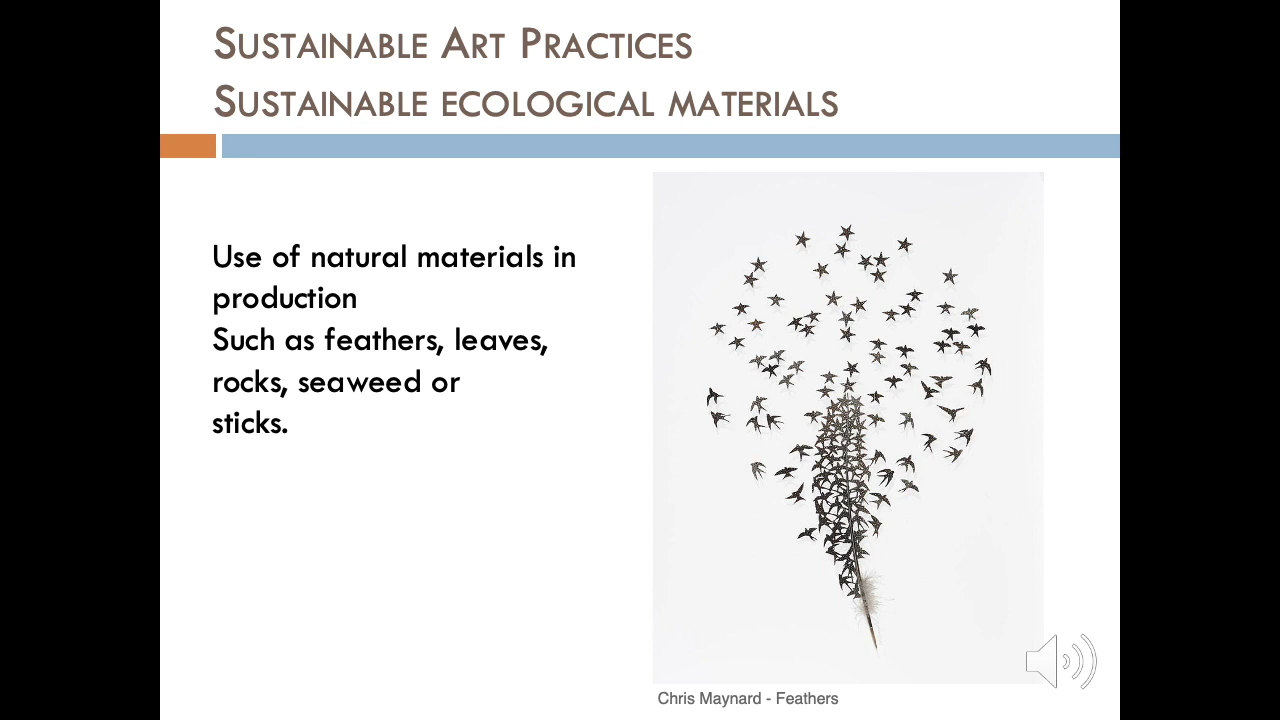 Sustainable Art Practices
Sustainable ecological materials
Use of natural materials in
production
Such as feathers, leaves,
rocks, seaweed or
sticks.
Chris Maynard - Feathers